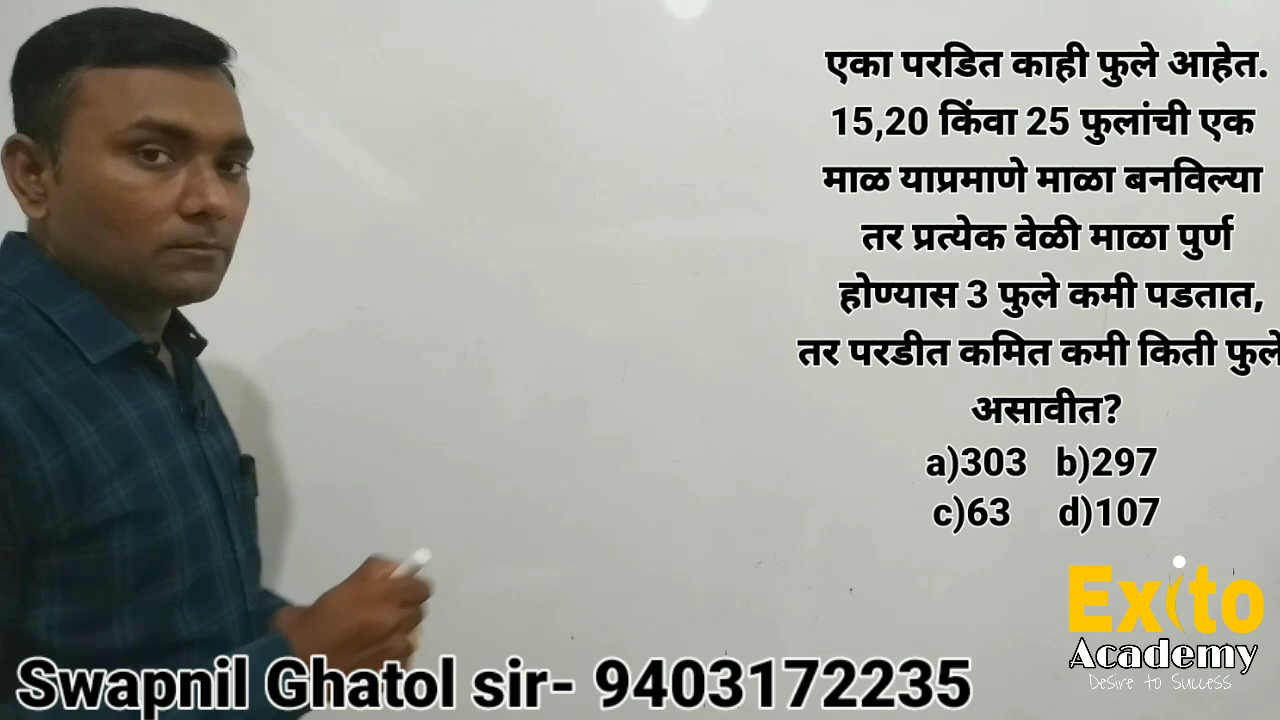 एका परडित काही फुले आहेत.
15,20 किंवा 25 फुलांची एक
माळ याप्रमाणे माळा बनविल्या
तर प्रत्येक वेळी माळा पुर्ण
होण्यास 3 फुले कमी पडतात,
तर परडीत कमित कमी किती फुले
असावीत?
a)303 b)297
c)63 d)107
Exito
Academy
Desire to Success
Swapnil Ghatol sir- 9403172235